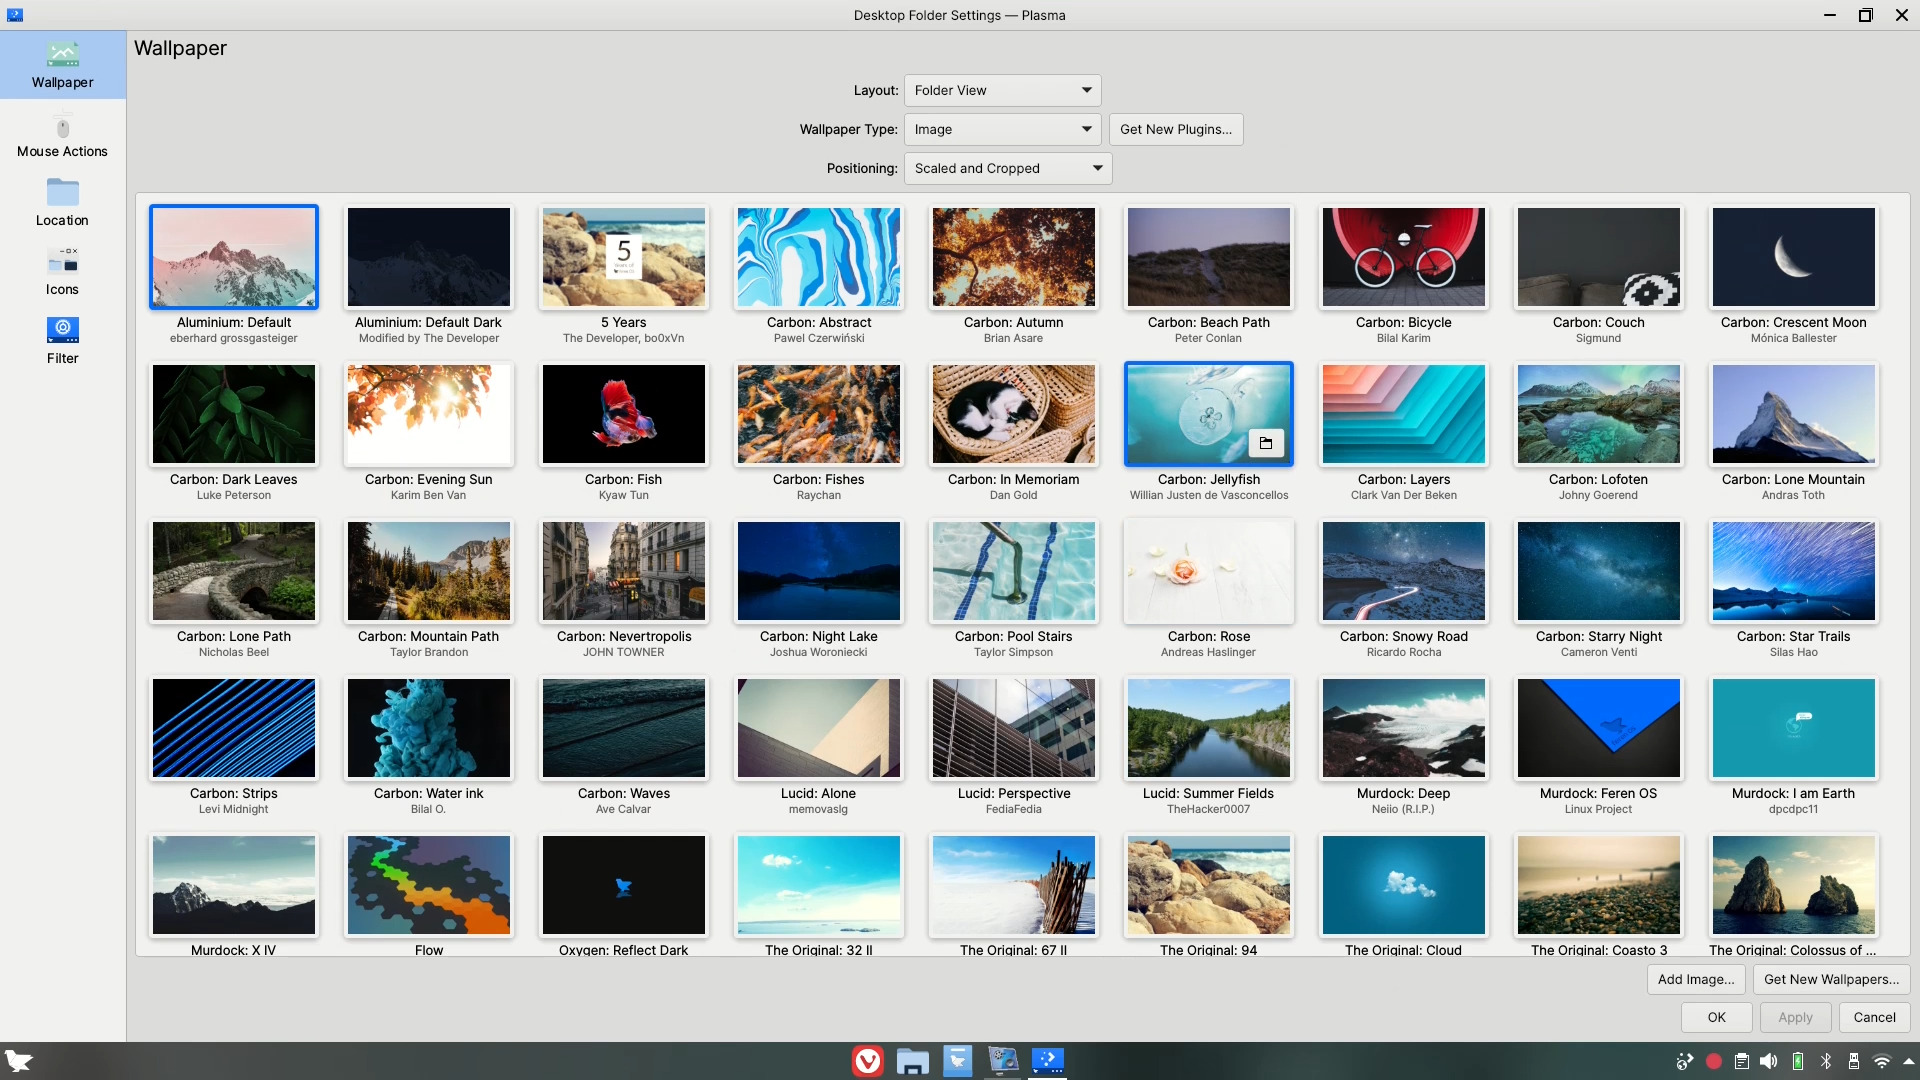 Desktop Folder Settings — Plasma
Wallpaper
Mouse Actions
Location
Icons
Filter
Wallpaper
Layout: Folder View
Wallpaper Type: Image Get New Plugins...
Positioning: Scaled and Cropped
5
Aluminium: Default Aluminium: Default Dark 5 Years Carbon: Abstract Carbon: Autumn Carbon: Beach Path Carbon: Bicycle Carbon: Couch Carbon: Crescent Moon
eberhard grossgasteiger Modified by The Developer The Developer, bo0xVn Pawel Czerwiński Brian Asare Peter Conlan Bilal Karim Sigmund Mónica Ballester
Carbon: Dark Leaves Carbon: Evening Sun Carbon: Fish Carbon: Fishes Carbon: In Memoriam Carbon: Jellyfish Carbon: Layers Carbon: Lofoten Carbon: Lone Mountain
Luke Peterson Karim Ben Van Kyaw Tun Raychan Dan Gold Willian Justen de Vasconcellos Clark Van Der Beken Johny Goerend Andras Toth
Carbon: Lone Path Carbon: Mountain Path Carbon: Nevertropolis Carbon: Night Lake Carbon: Pool Stairs Carbon: Rose Carbon: Snowy Road Carbon: Starry Night Carbon: Star Trails
Nicholas Beel Taylor Brandon JOHN TOWNER Joshua Woroniecki Taylor Simpson Andreas Haslinger Ricardo Rocha Cameron Venti Silas Hao
Carbon: Strips Carbon: Water ink Carbon: Waves Lucid: Alone Lucid: Perspective Lucid: Summer Fields Murdock: Deep Murdock: Feren OS Murdock: I am Earth
Levi Midnight Bilal O. Ave Calvar memovaslg FediaFedia TheHacker0007 Neiio (R.I.P.) Linux Project dpcdpc11
Murdock: X IV Flow Oxygen: Reflect Dark The Original: 32 II The Original: 67 II The Original: 94 The Original: Cloud The Original: Coasto 3 The Original: Colossus of ...
Add Image... Get New Wallpapers...
OK Apply Cancel